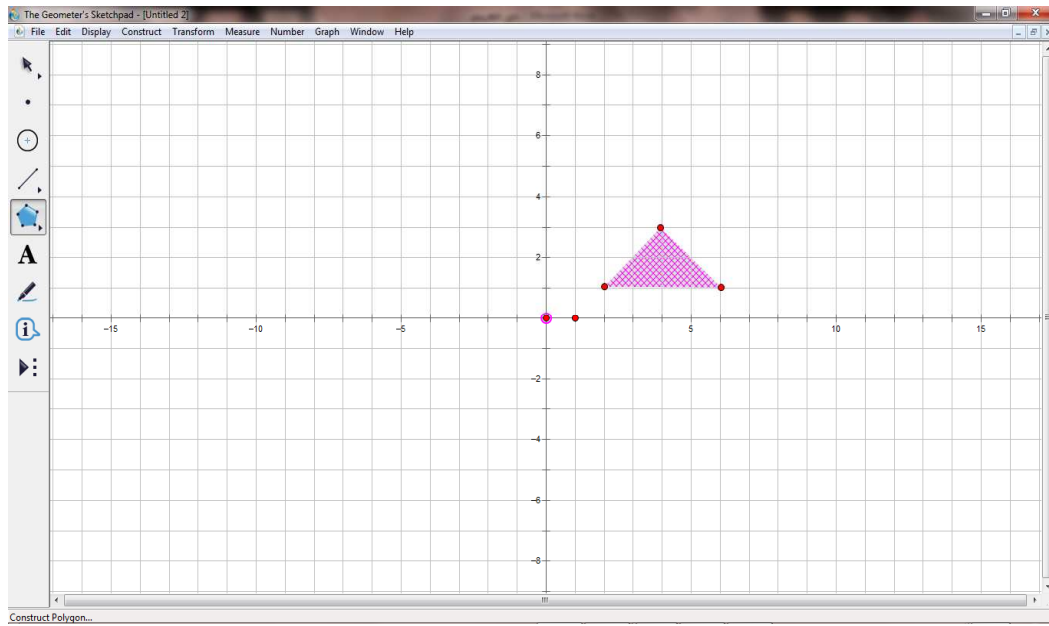 The Geometer's Sketchpad - [Untitled 2]
File Edit Display Construct Transform Measure Number Graph Window Help
8
6
4
2
-15 -10 -5 5 10 15
-2
-4
-6
-8
A
i
Construct Polygon...